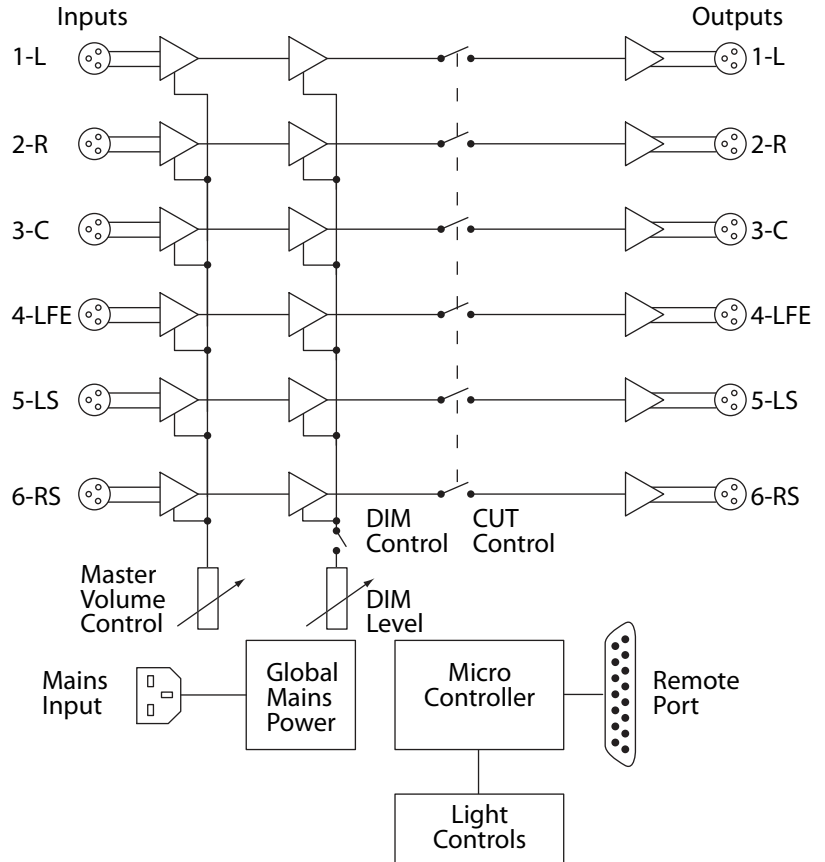 Inputs
Outputs
1-L
1-L
2-R
2-R
3-C
3-C
4-LFE
4-LFE
5-LS
5-LS
6-RS
6-RS
DIM
Control
CUT
Control
Master
Volume
Control
DIM
Level
Mains
Input
Global
Mains
Power
Micro
Controller
Remote
Port
Light
Controls